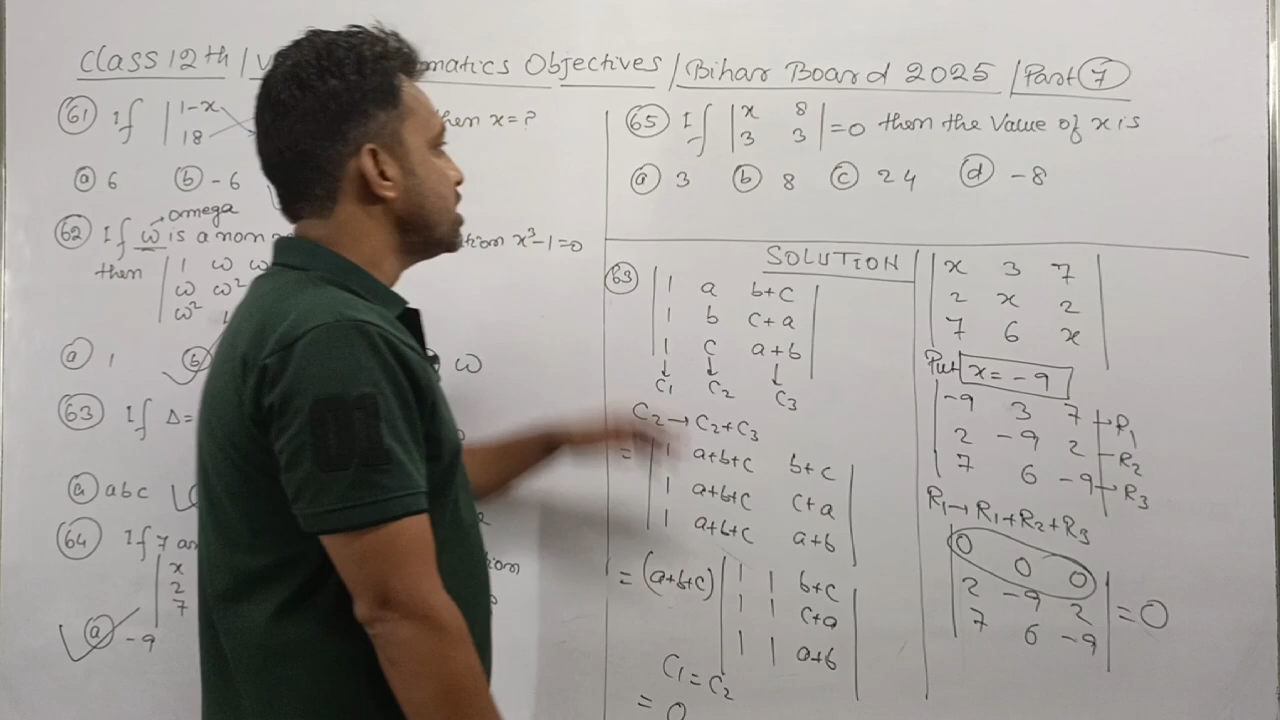 Class 12th / matics Objectives / Bihar Board 2025 / Part 7
61 If | 1-x
18 | then x = ?
a 6 b -6
62 If ω is a non equation x³-1=0
→omega
then | 1 ω ω
ω ω²
ω² 1
a 1 b ω
63 If Δ=
a abc
64 If 7 an
x
2
7
a -9
65 If | x 8
3 3 | =0 then the Value of x is
a 3 b 8 c 24 d -8
SOLUTION
63 | 1 a b+c |
| 1 b c+a |
| 1 c a+b |
↓ ↓ ↓
C₁ C₂ C₃
C₂→C₂+C₃
= | 1 a+b+c b+c |
| 1 a+b+c c+a |
| 1 a+b+c a+b |
= (a+b+c) | 1 1 b+c |
| 1 1 c+a |
| 1 1 a+b |
C₁=C₂
= 0
| x 3 7 |
| 2 x 2 |
| 7 6 x |
Put x = -9
| -9 3 7 | →R₁
| 2 -9 2 | →R₂
| 7 6 -9 | →R₃
R₁→R₁+R₂+R₃
| 0 0 0 |
| 2 -9 2 | =0
| 7 6 -9 |